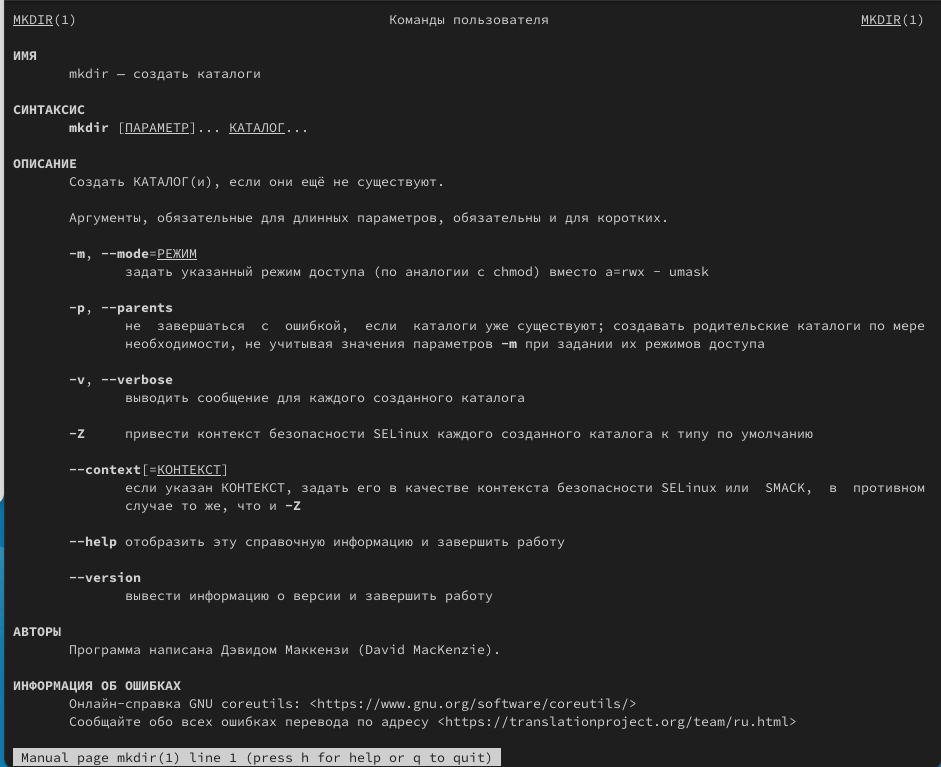 MKDIR(1) Команды пользователя MKDIR(1)
ИМЯ
mkdir — создать каталоги
СИНТАКСИС
mkdir [ПАРАМЕТР]... КАТАЛОГ...
ОПИСАНИЕ
Создать КАТАЛОГ(и), если они ещё не существуют.
Аргументы, обязательные для длинных параметров, обязательны и для коротких.
-m, --mode=РЕЖИМ
задать указанный режим доступа (по аналогии с chmod) вместо a=rwx - umask
-p, --parents
не завершаться с ошибкой, если каталоги уже существуют; создавать родительские каталоги по мере
необходимости, не учитывая значения параметров -m при задании их режимов доступа
-v, --verbose
выводить сообщение для каждого созданного каталога
-Z привести контекст безопасности SELinux каждого созданного каталога к типу по умолчанию
--context[=КОНТЕКСТ]
если указан КОНТЕКСТ, задать его в качестве контекста безопасности SELinux или SMACK, в противном
случае то же, что и -Z
--help отобразить эту справочную информацию и завершить работу
--version
вывести информацию о версии и завершить работу
АВТОРЫ
Программа написана Дэвидом Маккензи (David MacKenzie).
ИНФОРМАЦИЯ ОБ ОШИБКАХ
Онлайн-справка GNU coreutils: <https://www.gnu.org/software/coreutils/>
Сообщайте обо всех ошибках перевода по адресу <https://translationproject.org/team/ru.html>
Manual page mkdir(1) line 1 (press h for help or q to quit)